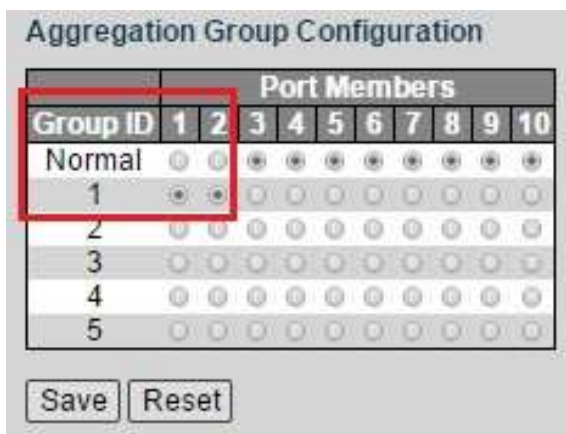 Aggregation Group Configuration
Port Members
Group ID 1 2 3 4 5 6 7 8 9 10
Normal
1
2
3
4
5
Save Reset